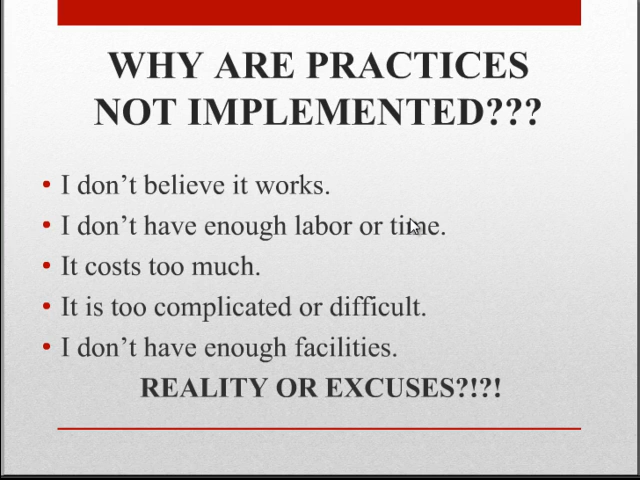 WHY ARE PRACTICES
NOT IMPLEMENTED???
• I don’t believe it works.
• I don’t have enough labor or time.
• It costs too much.
• It is too complicated or difficult.
• I don’t have enough facilities.
REALITY OR EXCUSES?!?!